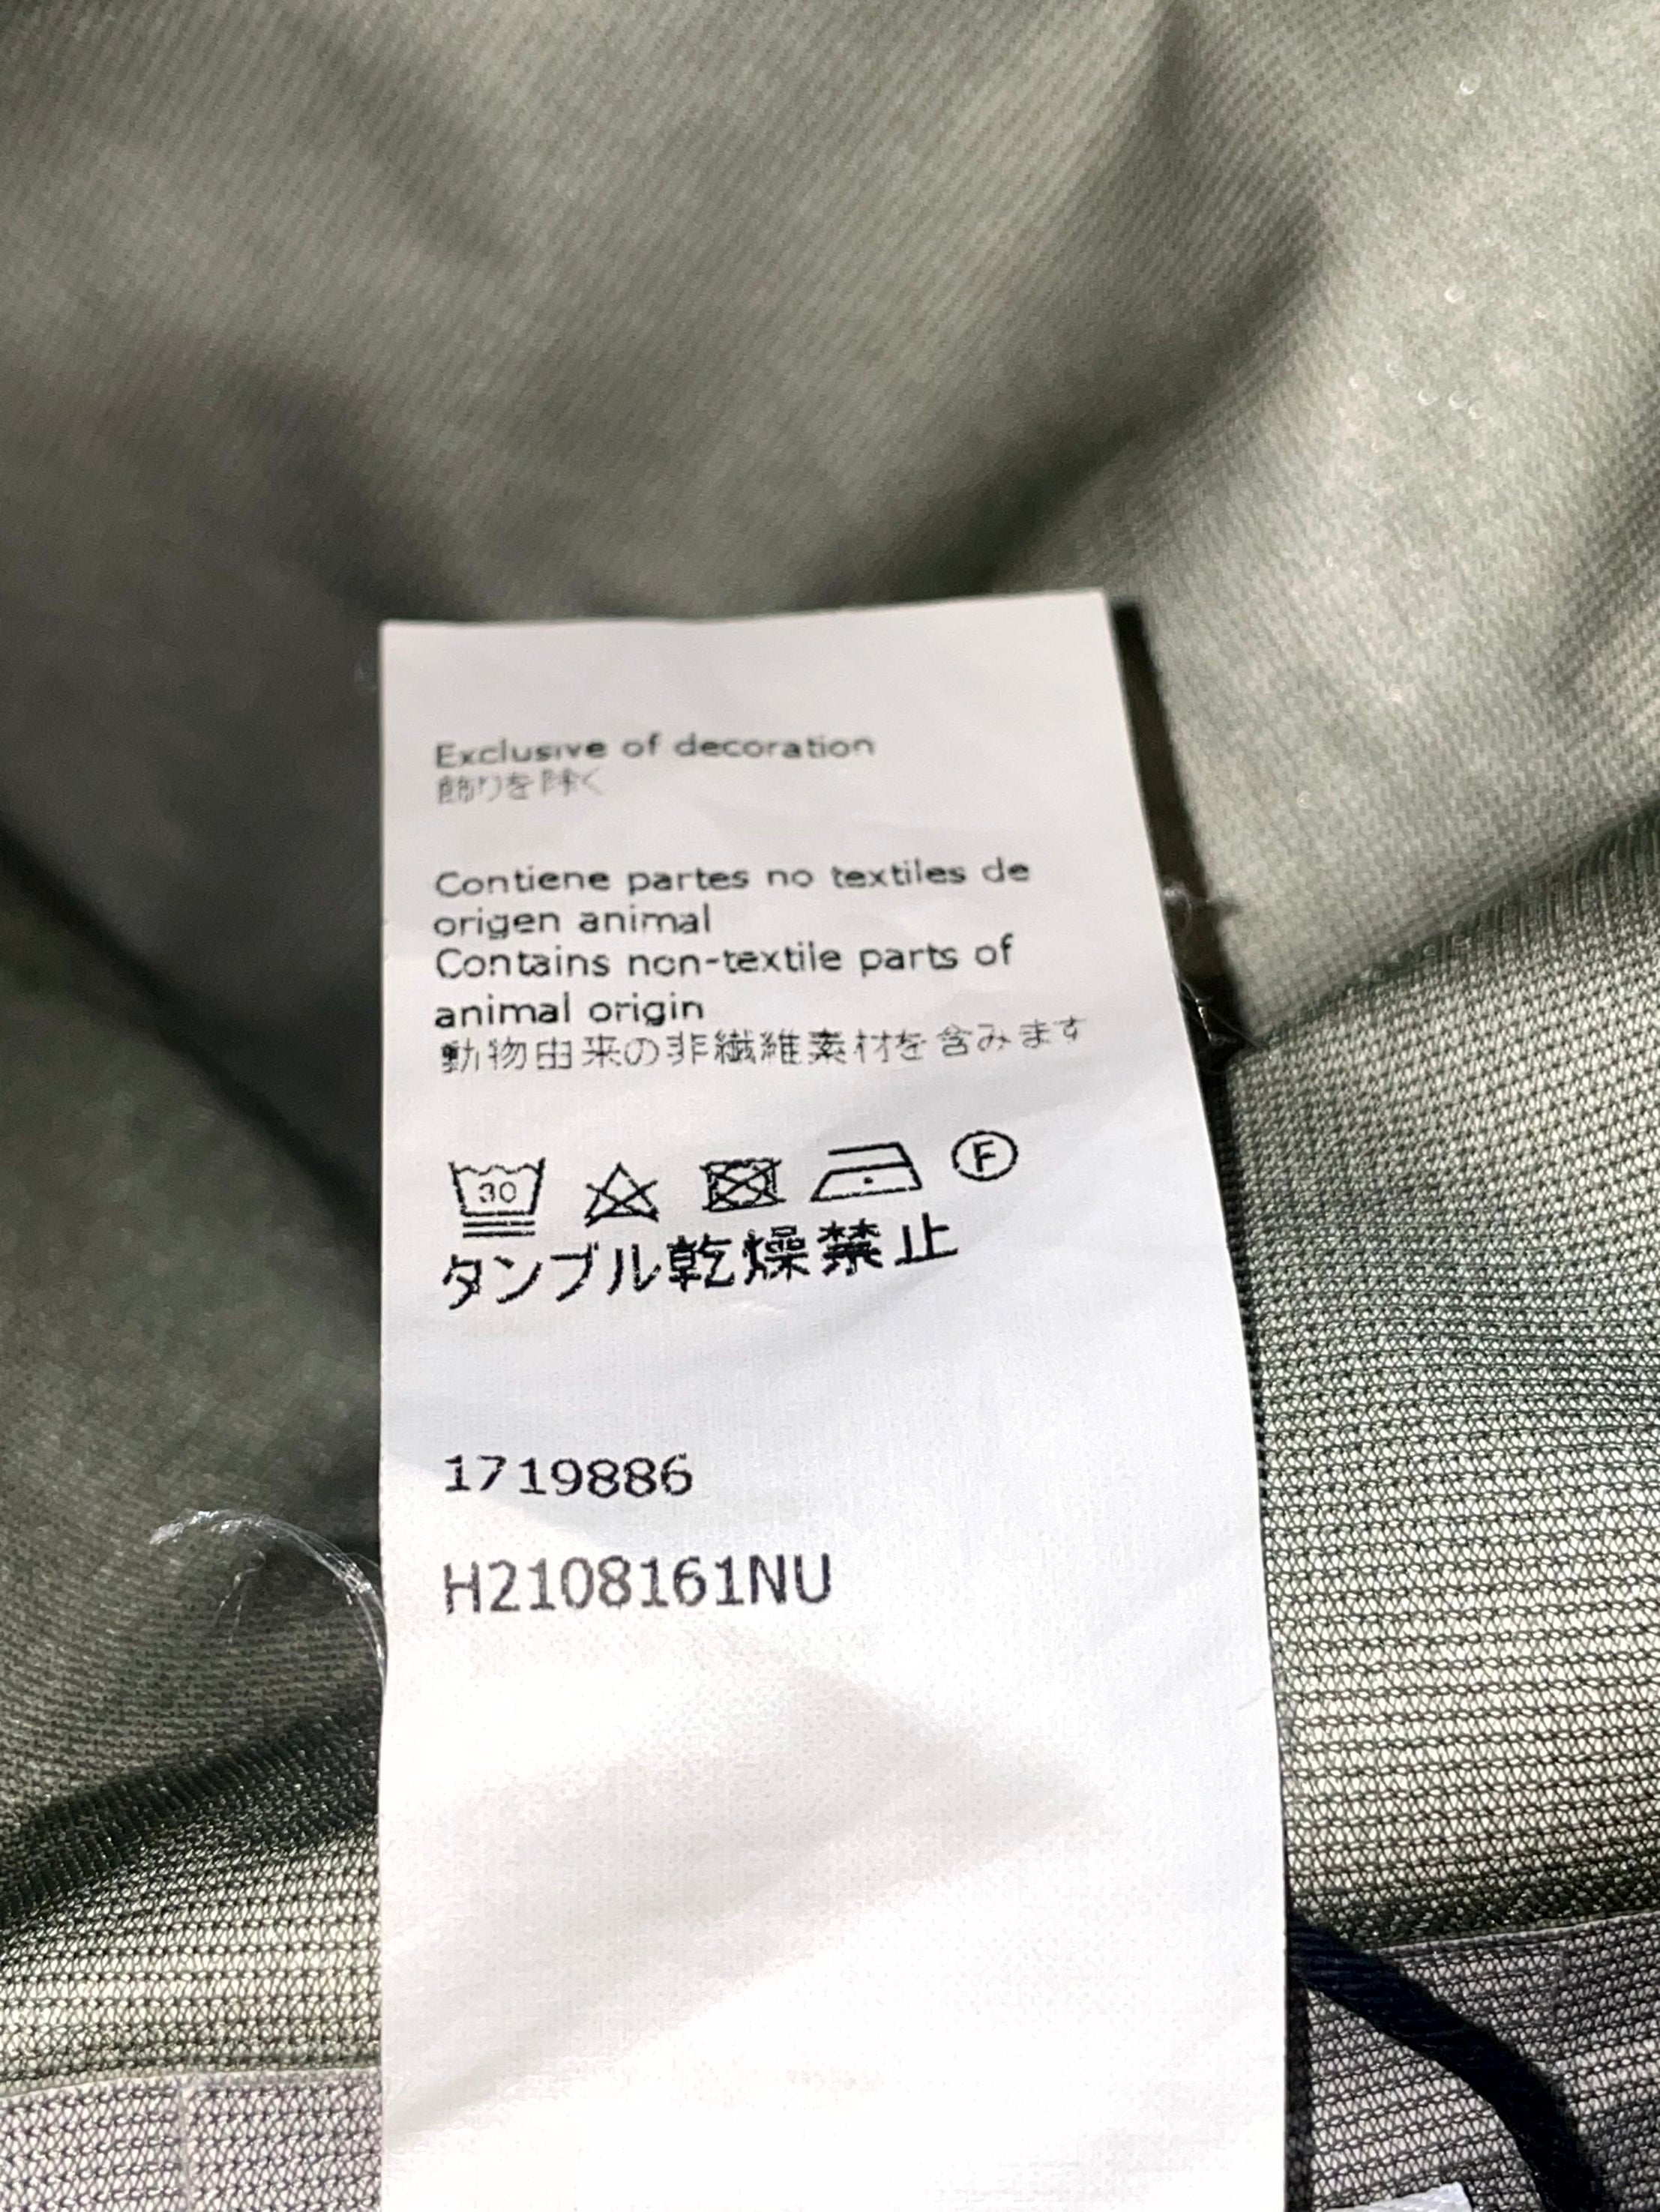 Exclusive of decoration
飾りを除く
Contiene partes no textiles de
origen animal
Contains non-textile parts of
animal origin
動物由来の非繊維素材を含みます
30
F
タンブル乾燥禁止
1719886
H2108161NU